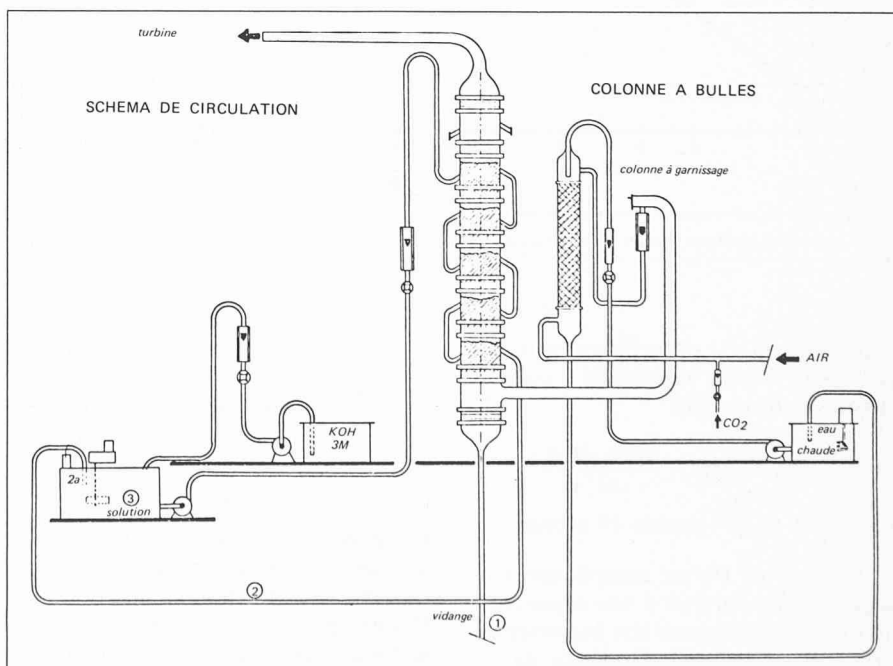 turbine
SCHEMA DE CIRCULATION
COLONNE A BULLES
colonne à garnissage
AIR
CO2
KOH
3M
eau
chaude
2a
3
solution
2
vidange
1